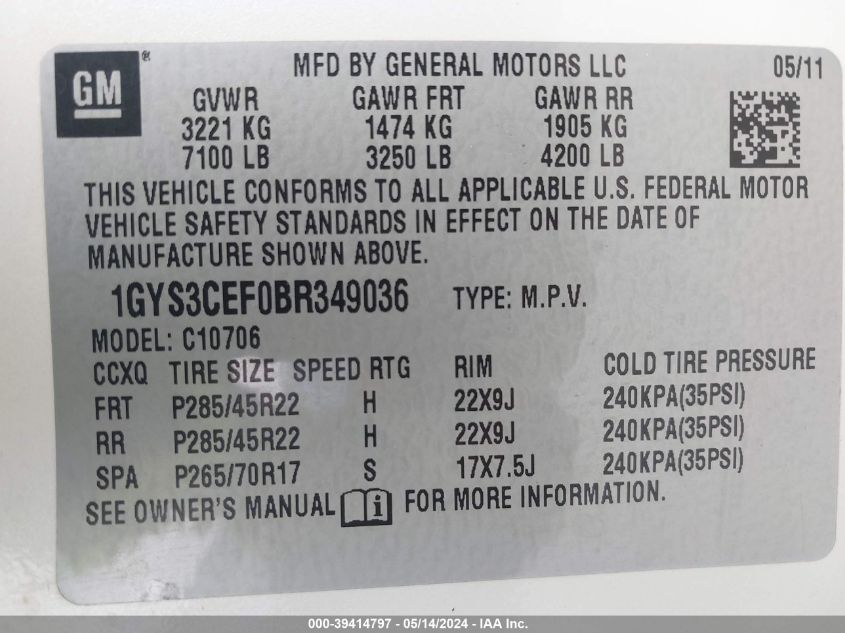 GM ®
MFD BY GENERAL MOTORS LLC 05/11
GVWR GAWR FRT GAWR RR
3221 KG 1474 KG 1905 KG
7100 LB 3250 LB 4200 LB
THIS VEHICLE CONFORMS TO ALL APPLICABLE U.S. FEDERAL MOTOR
VEHICLE SAFETY STANDARDS IN EFFECT ON THE DATE OF
MANUFACTURE SHOWN ABOVE.
1GYS3CEF0BR349036 TYPE: M.P.V.
MODEL: C10706
CCXQ TIRE SIZE SPEED RTG RIM COLD TIRE PRESSURE
FRT P285/45R22 H 22X9J 240KPA(35PSI)
RR P285/45R22 H 22X9J 240KPA(35PSI)
SPA P265/70R17 S 17X7.5J 240KPA(35PSI)
SEE OWNER'S MANUAL i FOR MORE INFORMATION.
000-39414797 - 05/14/2024 - IAA Inc.